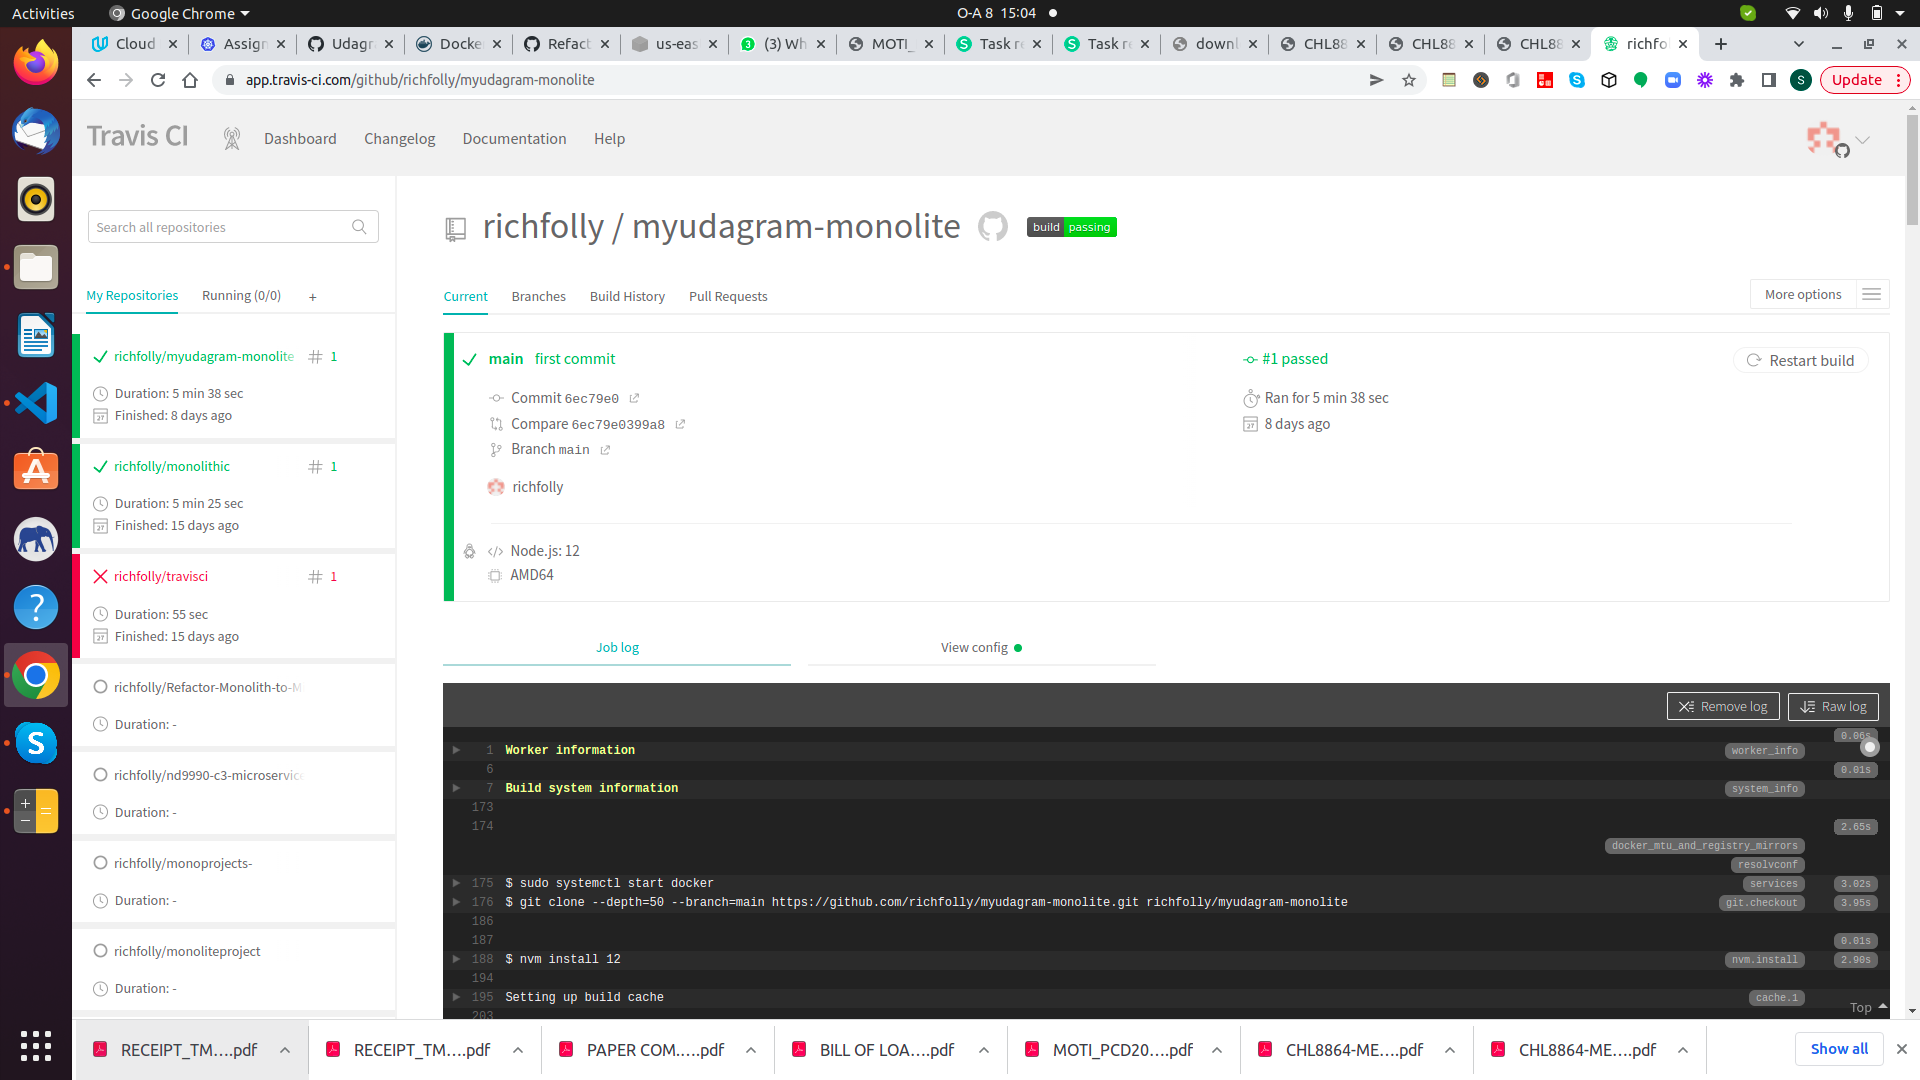 Activities
Google Chrome
O-A 8 15:04
Cloud
Assign
Udagra
Docke
Refact
us-eas
(3) Wh
MOTI_
Task re
Task re
downl
CHL88
CHL88
CHL88
richfol
app.travis-ci.com/github/richfolly/myudagram-monolite
S
Update
Travis CI
Dashboard
Changelog
Documentation
Help
Search all repositories
richfolly / myudagram-monolite
build passing
My Repositories
Running (0/0)
+
Current
Branches
Build History
Pull Requests
More options
richfolly/myudagram-monolite # 1
Duration: 5 min 38 sec
Finished: 8 days ago
richfolly/monolithic # 1
Duration: 5 min 25 sec
Finished: 15 days ago
richfolly/travisci # 1
Duration: 55 sec
Finished: 15 days ago
richfolly/Refactor-Monolith-to-M
Duration: -
richfolly/nd9990-c3-microservice
Duration: -
richfolly/monoprojects-
Duration: -
richfolly/monoliteproject
Duration: -
main first commit
Commit 6ec79e0
Compare 6ec79e0399a8
Branch main
richfolly
#1 passed
Ran for 5 min 38 sec
8 days ago
Restart build
Node.js: 12
AMD64
Job log
View config
Remove log
Raw log
0.06s
1 Worker information worker_info
6 0.01s
7 Build system information system_info
173
174 2.65s
docker_mtu_and_registry_mirrors
resolvconf
175 $ sudo systemctl start docker services 3.02s
176 $ git clone --depth=50 --branch=main https://github.com/richfolly/myudagram-monolite.git richfolly/myudagram-monolite git.checkout 3.95s
186
187 0.01s
188 $ nvm install 12 nvm.install 2.90s
194
195 Setting up build cache cache.1
203
Top
RECEIPT_TM....pdf
RECEIPT_TM....pdf
PAPER COM.....pdf
BILL OF LOA....pdf
MOTI_PCD20....pdf
CHL8864-ME....pdf
CHL8864-ME....pdf
Show all